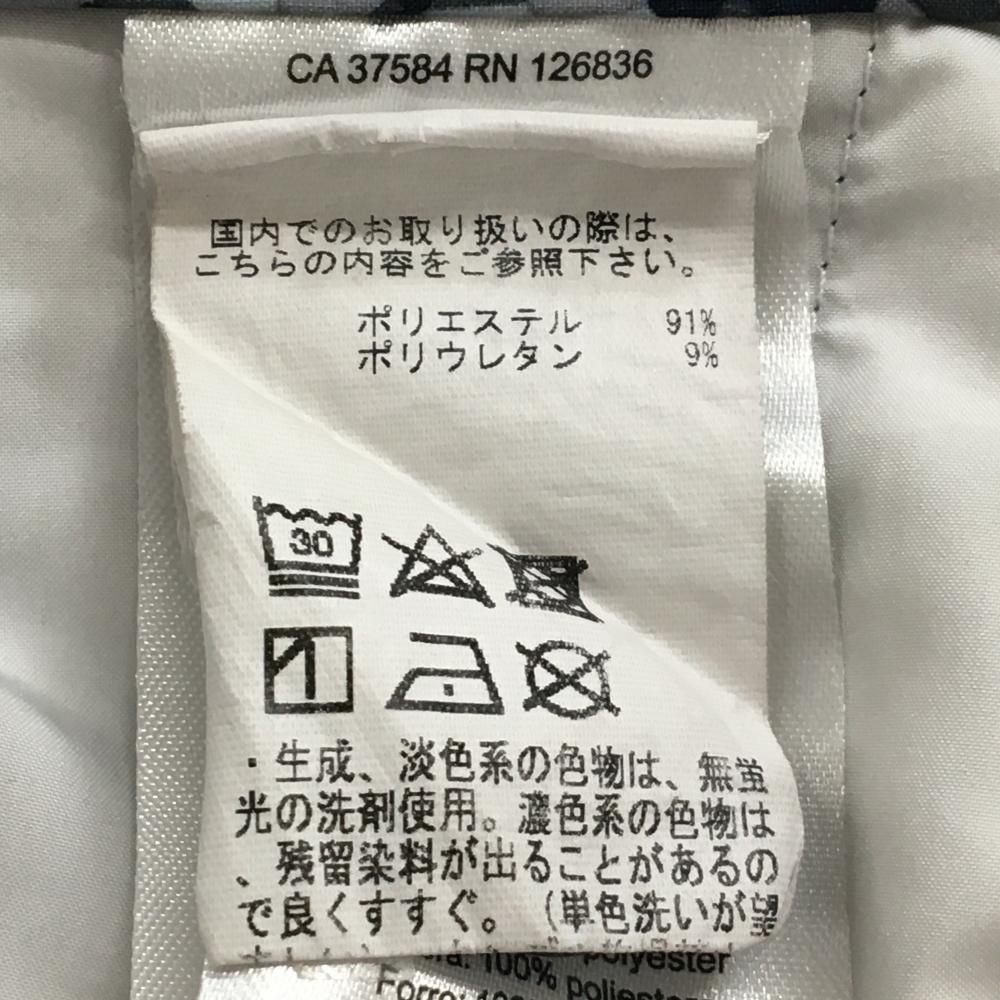 CA 37584 RN 126836
国内でのお取り扱いの際は、
こちらの内容をご参照下さい。
ポリエステル 91%
ポリウレタン 9%
30
・生成、淡色系の色物は、無蛍
光の洗剤使用。濃色系の色物は
、残留染料が出ることがあるの
で良くすすぐ。(単色洗いが望
100% polyester
Forro: